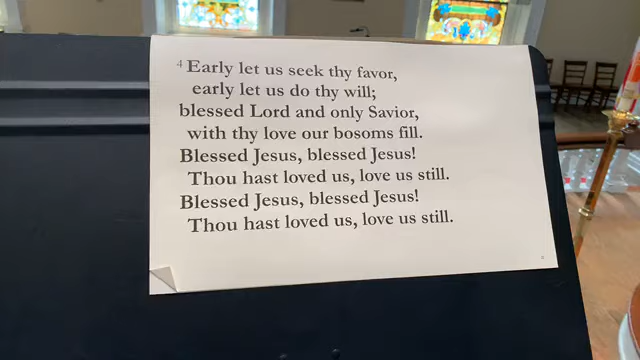 4 Early let us seek thy favor,
early let us do thy will;
blessed Lord and only Savior,
with thy love our bosoms fill.
Blessed Jesus, blessed Jesus!
Thou hast loved us, love us still.
Blessed Jesus, blessed Jesus!
Thou hast loved us, love us still.